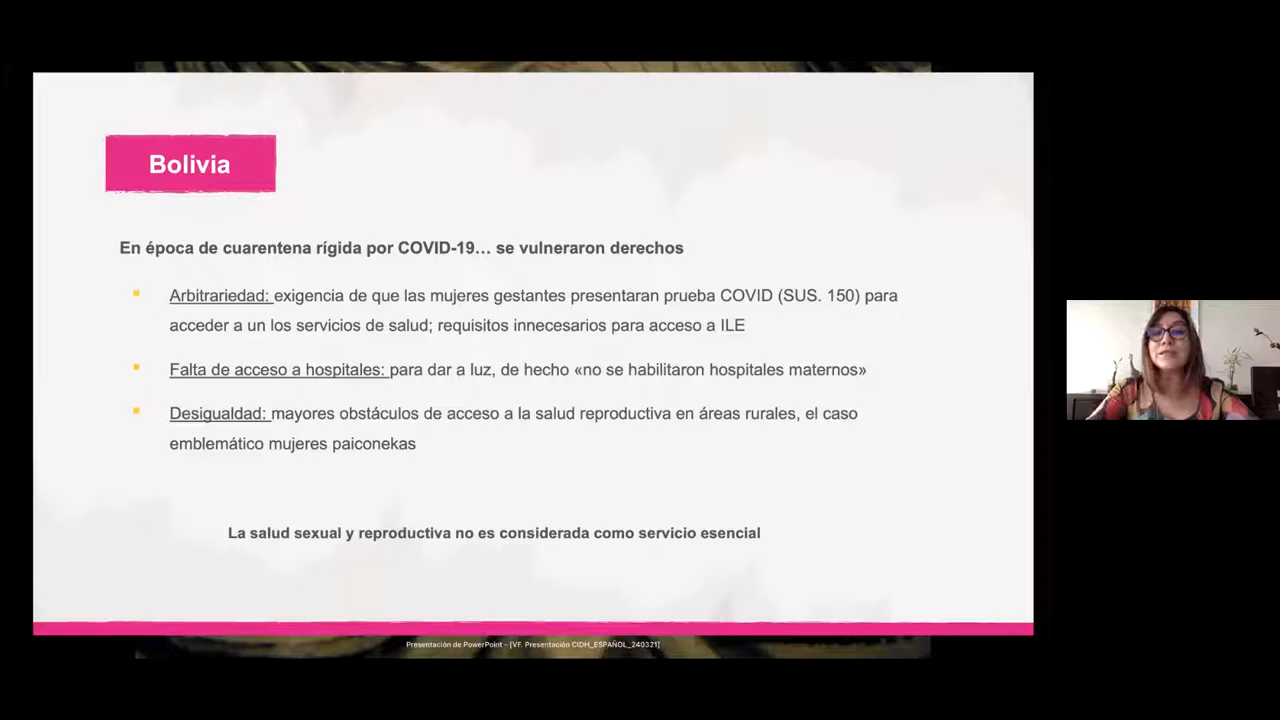 Bolivia
En época de cuarentena rígida por COVID-19… se vulneraron derechos
Arbitrariedad: exigencia de que las mujeres gestantes presentaran prueba COVID (SUS. 150) para
acceder a un los servicios de salud; requisitos innecesarios para acceso a ILE
Falta de acceso a hospitales: para dar a luz, de hecho «no se habilitaron hospitales maternos»
Desigualdad: mayores obstáculos de acceso a la salud reproductiva en áreas rurales, el caso
emblemático mujeres paiconekas
La salud sexual y reproductiva no es considerada como servicio esencial
Presentación de PowerPoint - [VF. Presentación CIDH_ESPAÑOL_240321]